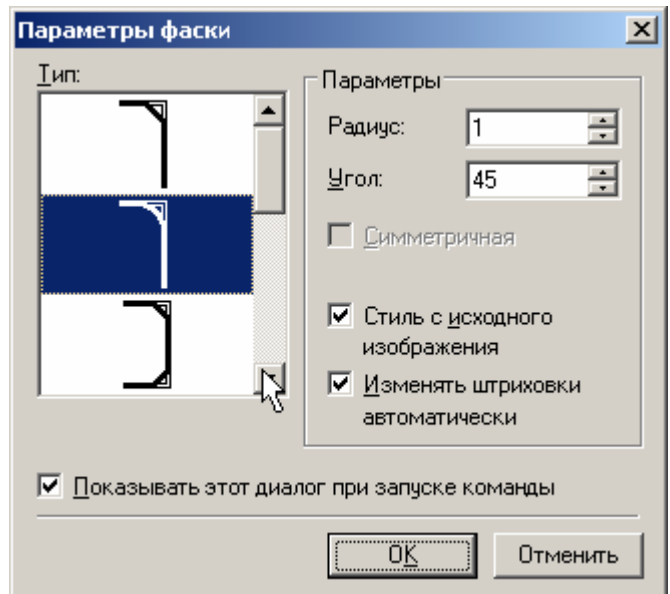 Параметры фаски
Тип:
Параметры
Радиус:
1
Угол:
45
Симметричная
Стиль с исходного
изображения
Изменять штриховки
автоматически
Показывать этот диалог при запуске команды
OK
Отменить